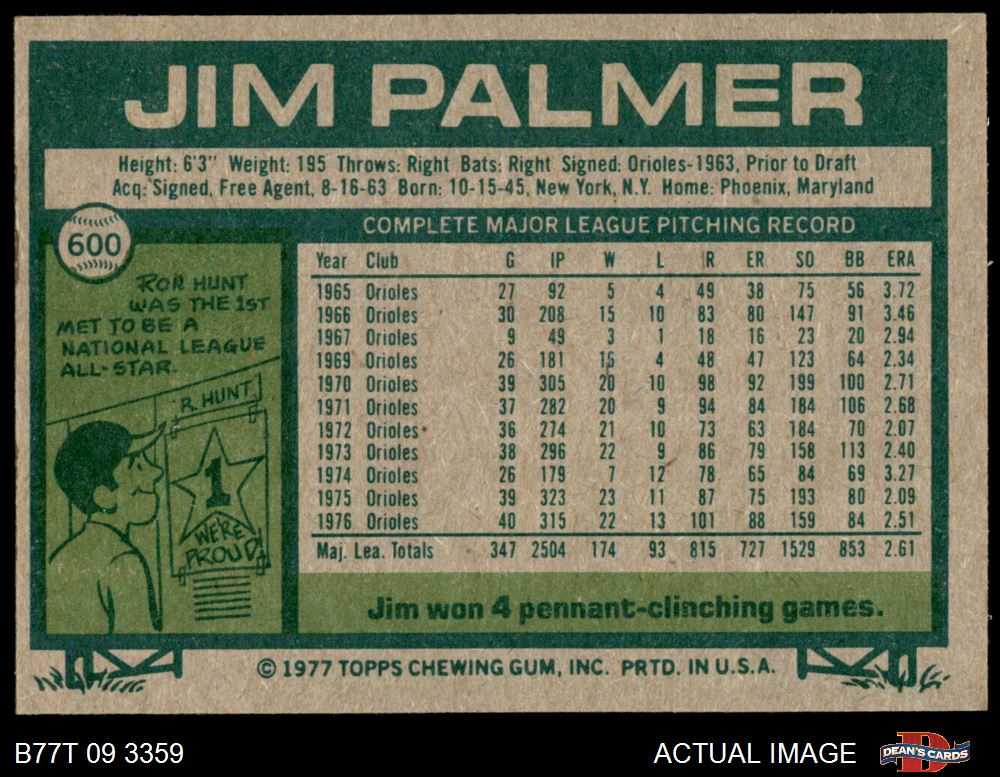 JIM PALMER
Height: 6'3" Weight: 195 Throws: Right Bats: Right Signed: Orioles-1963, Prior to Draft
Acq: Signed, Free Agent, 8-16-63 Born: 10-15-45, New York, N.Y. Home: Phoenix, Maryland
600
RON HUNT
WAS THE 1ST
MET TO BE A
NATIONAL LEAGUE
ALL-STAR.
R. HUNT
1
WE'RE
PROUD!
COMPLETE MAJOR LEAGUE PITCHING RECORD
Year Club G IP W L R ER SO BB ERA
1965 Orioles 27 92 5 4 49 38 75 56 3.72
1966 Orioles 30 208 15 10 83 80 147 91 3.46
1967 Orioles 9 49 3 1 18 16 23 20 2.94
1969 Orioles 26 181 16 4 48 47 123 64 2.34
1970 Orioles 39 305 20 10 98 92 199 100 2.71
1971 Orioles 37 282 20 9 94 84 184 106 2.68
1972 Orioles 36 274 21 10 73 63 184 70 2.07
1973 Orioles 38 296 22 9 86 79 158 113 2.40
1974 Orioles 26 179 7 12 78 65 84 69 3.27
1975 Orioles 39 323 23 11 87 75 193 80 2.09
1976 Orioles 40 315 22 13 101 88 159 84 2.51
Maj. Lea. Totals 347 2504 174 93 815 727 1529 853 2.61
Jim won 4 pennant-clinching games.
© 1977 TOPPS CHEWING GUM, INC. PRTD. IN U.S.A.
B77T 09 3359
ACTUAL IMAGE
DEAN'S CARDS